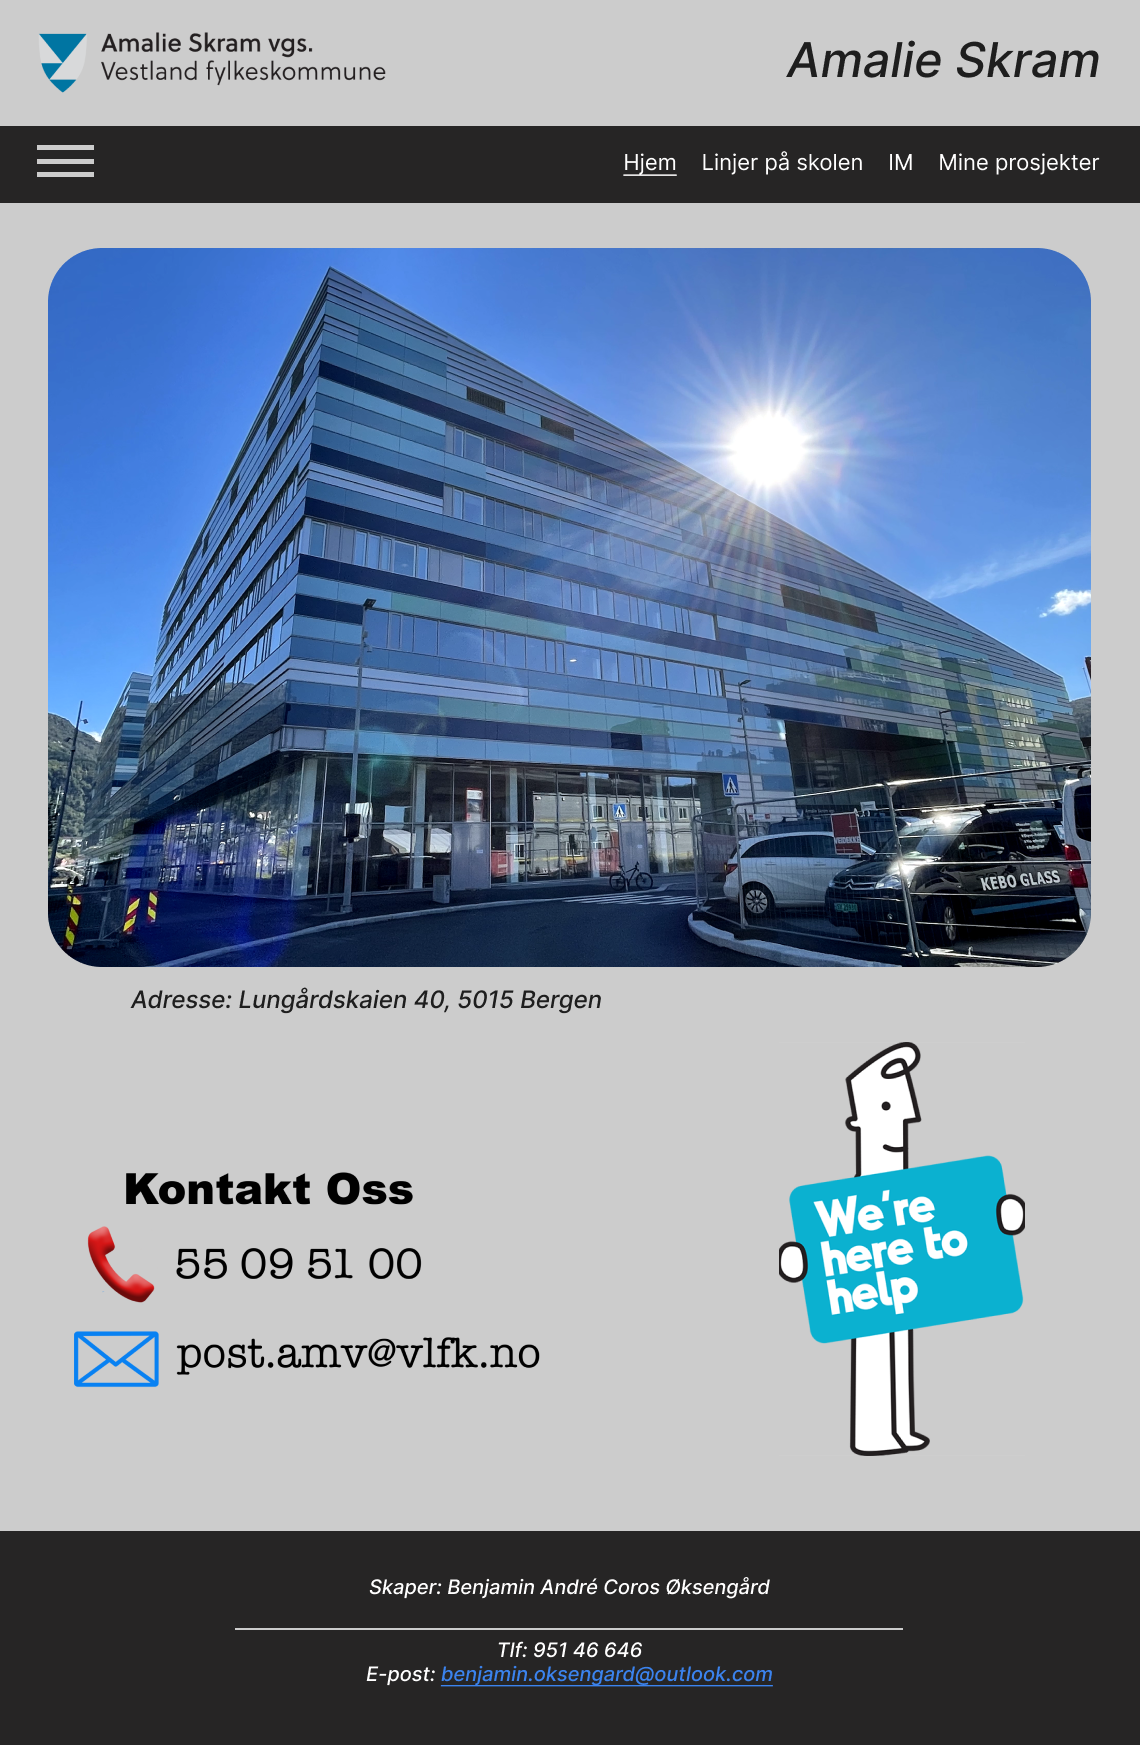 Amalie Skram vgs.
Vestland fylkeskommune
Amalie Skram
Hjem Linjer på skolen IM Mine prosjekter
KEBO GLASS
Adresse: Lungårdskaien 40, 5015 Bergen
We're
here to
help
Kontakt Oss
55 09 51 00
post.amv@vlfk.no
Skaper: Benjamin André Coros Øksengård
Tlf: 951 46 646
E-post: benjamin.oksengard@outlook.com